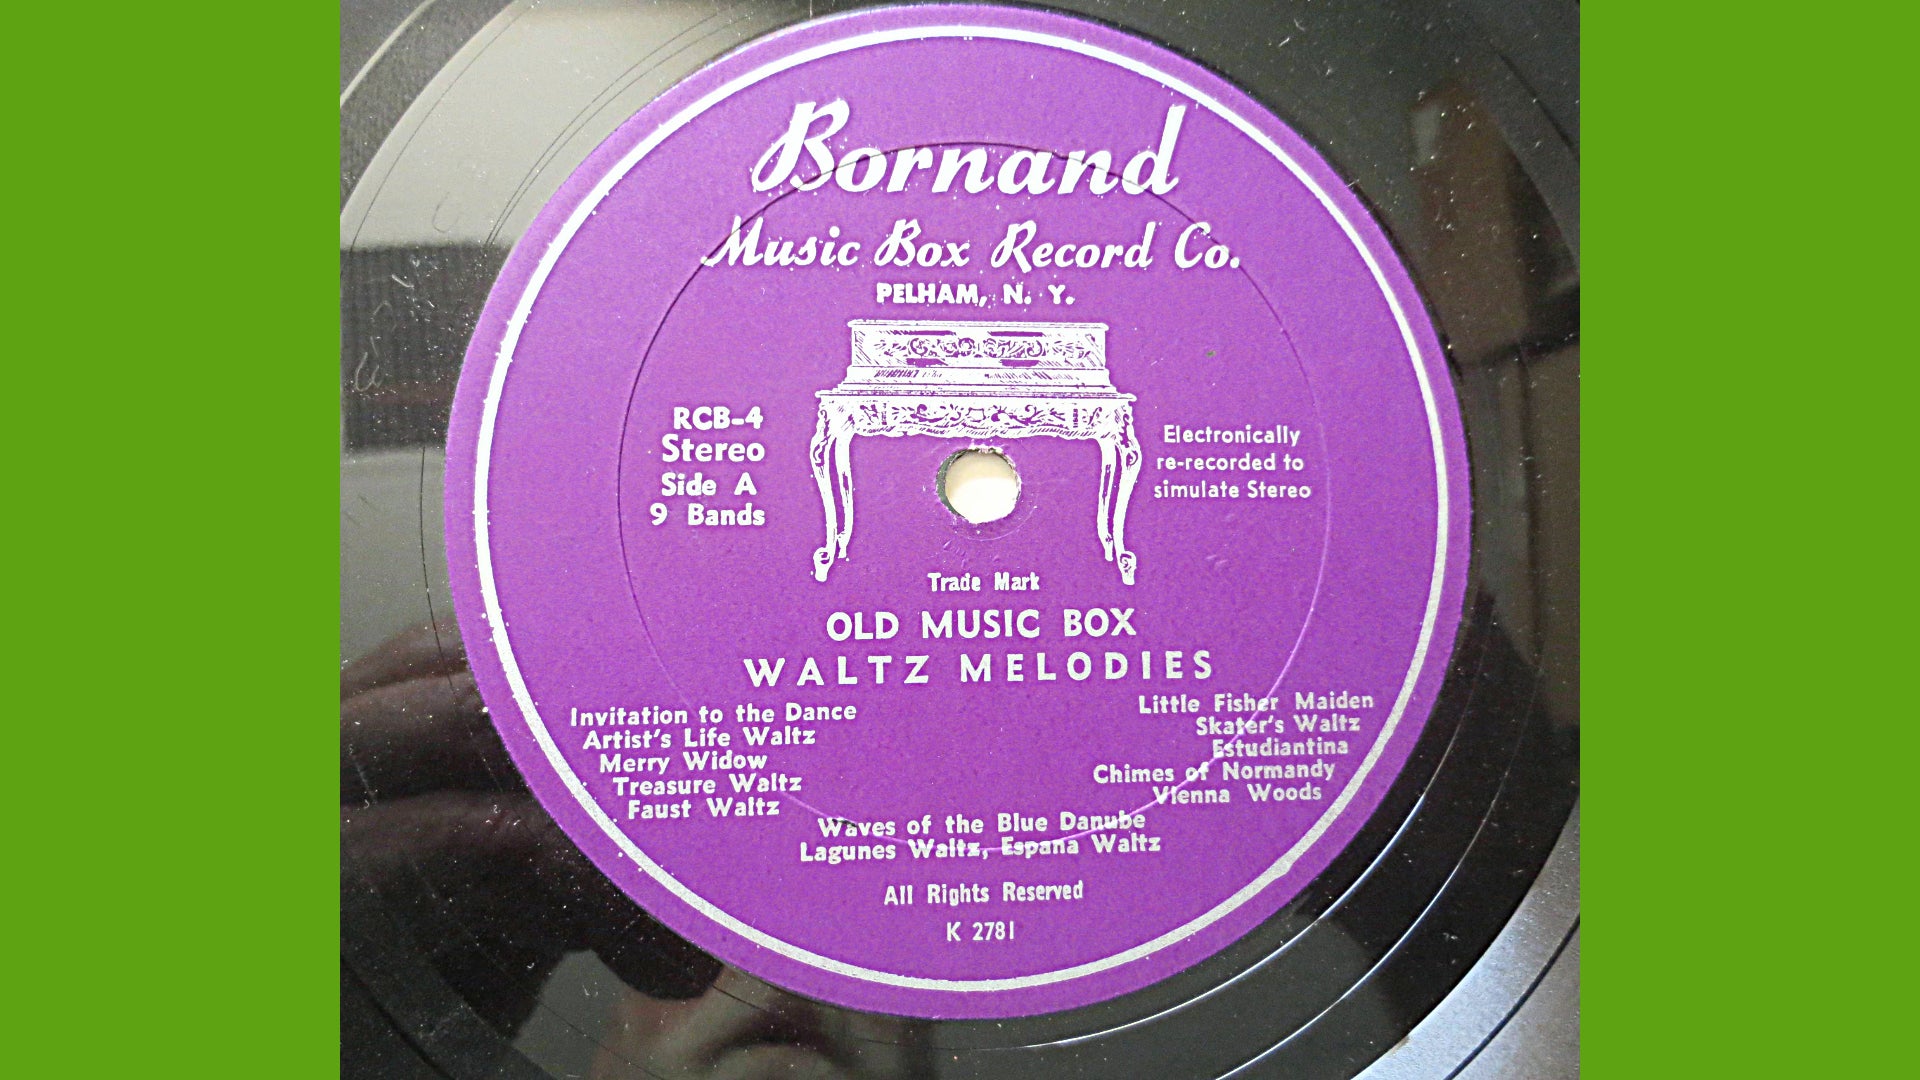 Bornand
Music Box Record Co.
PELHAM, N. Y.
RCB-4
Stereo
Side A
9 Bands
Electronically
re-recorded to
simulate Stereo
Trade Mark
OLD MUSIC BOX
WALTZ MELODIES
Invitation to the Dance
Artist's Life Waltz
Merry Widow
Treasure Waltz
Faust Waltz
Little Fisher Maiden
Skater's Waltz
Estudiantina
Chimes of Normandy
Vienna Woods
Waves of the Blue Danube
Lagunes Waltz, Espana Waltz
All Rights Reserved
K 2781